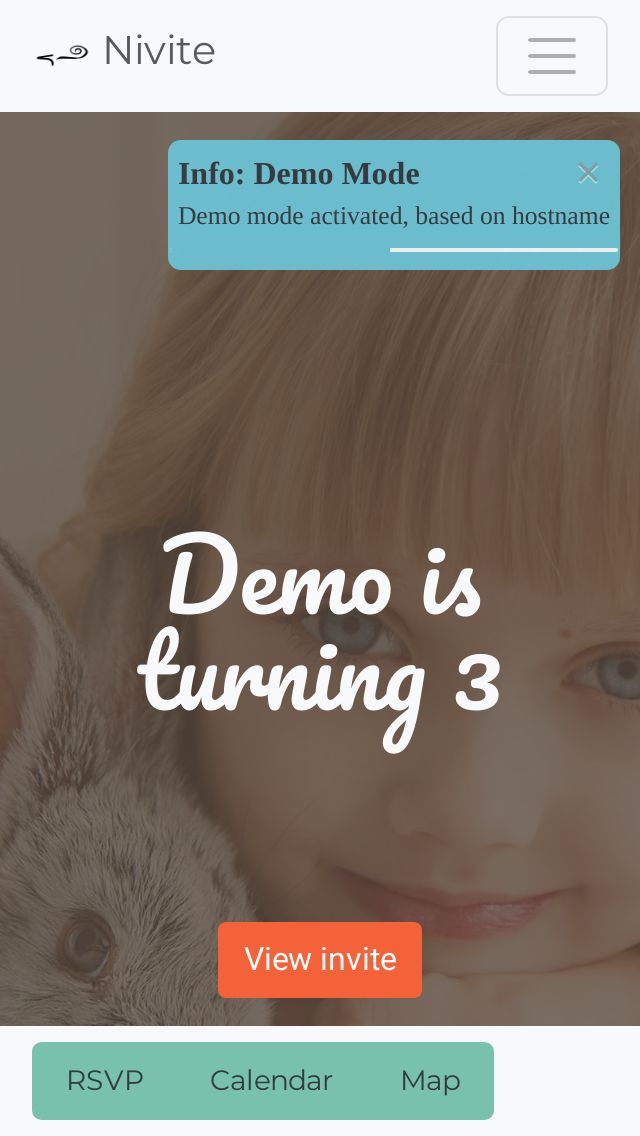 Nivite
Info: Demo Mode
×
Demo mode activated, based on hostname
Demo is
turning 3
View invite
RSVP Calendar Map